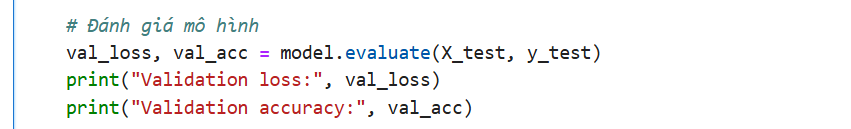 # Đánh giá mô hình
val_loss, val_acc = model.evaluate(X_test, y_test)
print("Validation loss:", val_loss)
print("Validation accuracy:", val_acc)